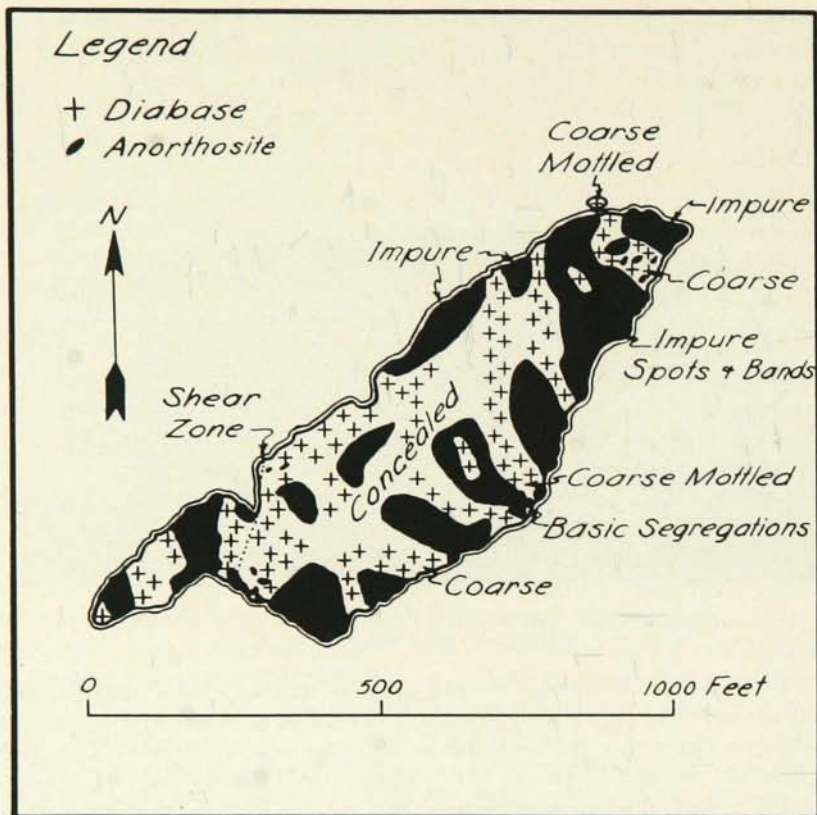 Legend
+ Diabase
Anorthosite
N
Coarse
Mottled
Impure
Impure
Coarse
Impure
Spots + Bands
Shear
Zone
Concealed
Coarse Mottled
Basic Segregations
Coarse
0 500 1000 Feet